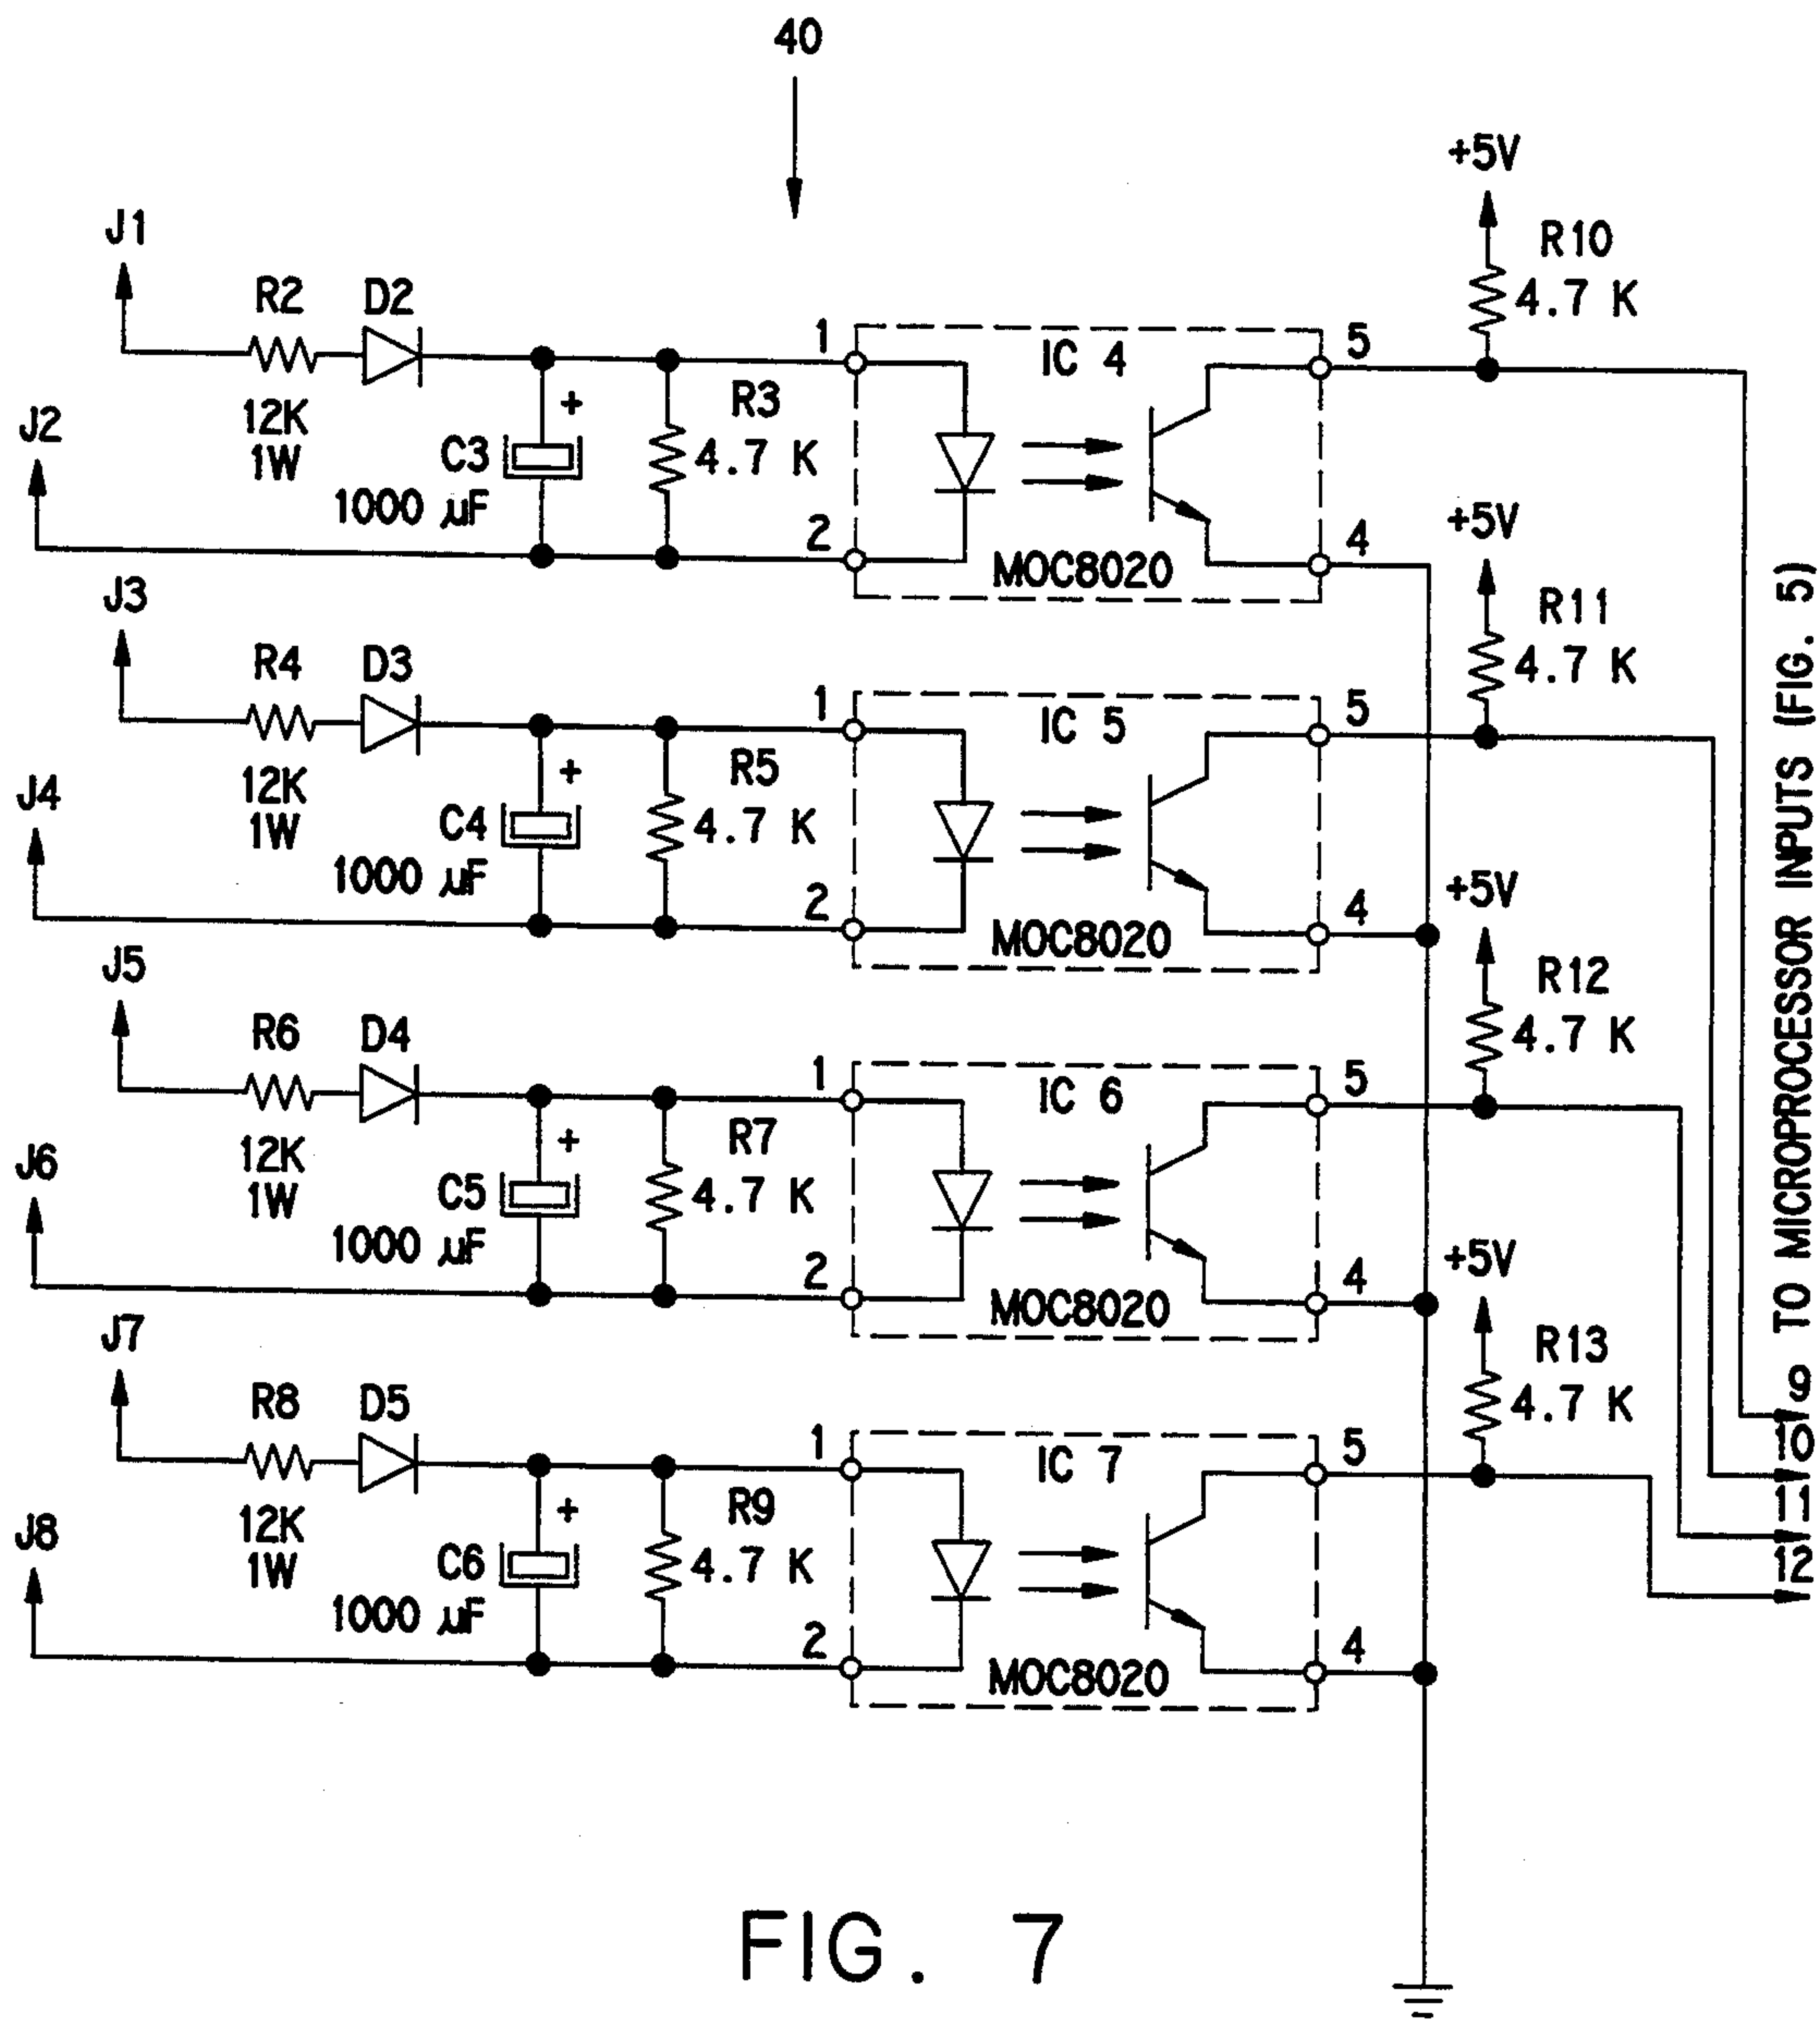 40
+5V
J1
R2 D2
R10
4.7 K
12K
1W
C3
+
1000 µF
R3
4.7 K
1
2
IC 4
MOC8020
5
4
J2
+5V
J3
R4 D3
R11
4.7 K
12K
1W
C4
+
1000 µF
R5
4.7 K
1
2
IC 5
MOC8020
5
4
J4
+5V
J5
R6 D4
R12
4.7 K
12K
1W
C5
+
1000 µF
R7
4.7 K
1
2
IC 6
MOC8020
5
4
J6
+5V
J7
R8 D5
R13
4.7 K
12K
1W
C6
+
1000 µF
R9
4.7 K
1
2
IC 7
MOC8020
5
4
J8
TO MICROPROCESSOR INPUTS (FIG. 5)
9
10
11
12
FIG. 7